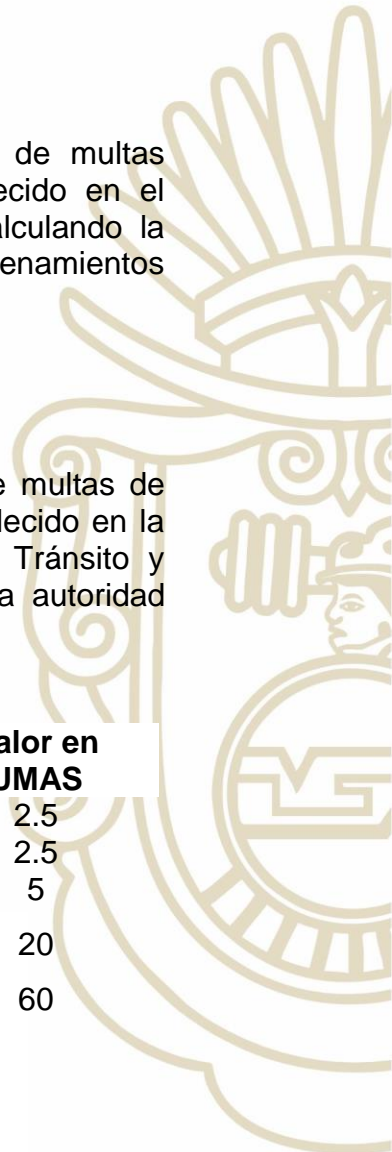 de multas
ecido en el
alculando la
enamientos
e multas de
lecido en la
Tránsito y
a autoridad
alor en
UMAS
2.5
2.5
5
20
60